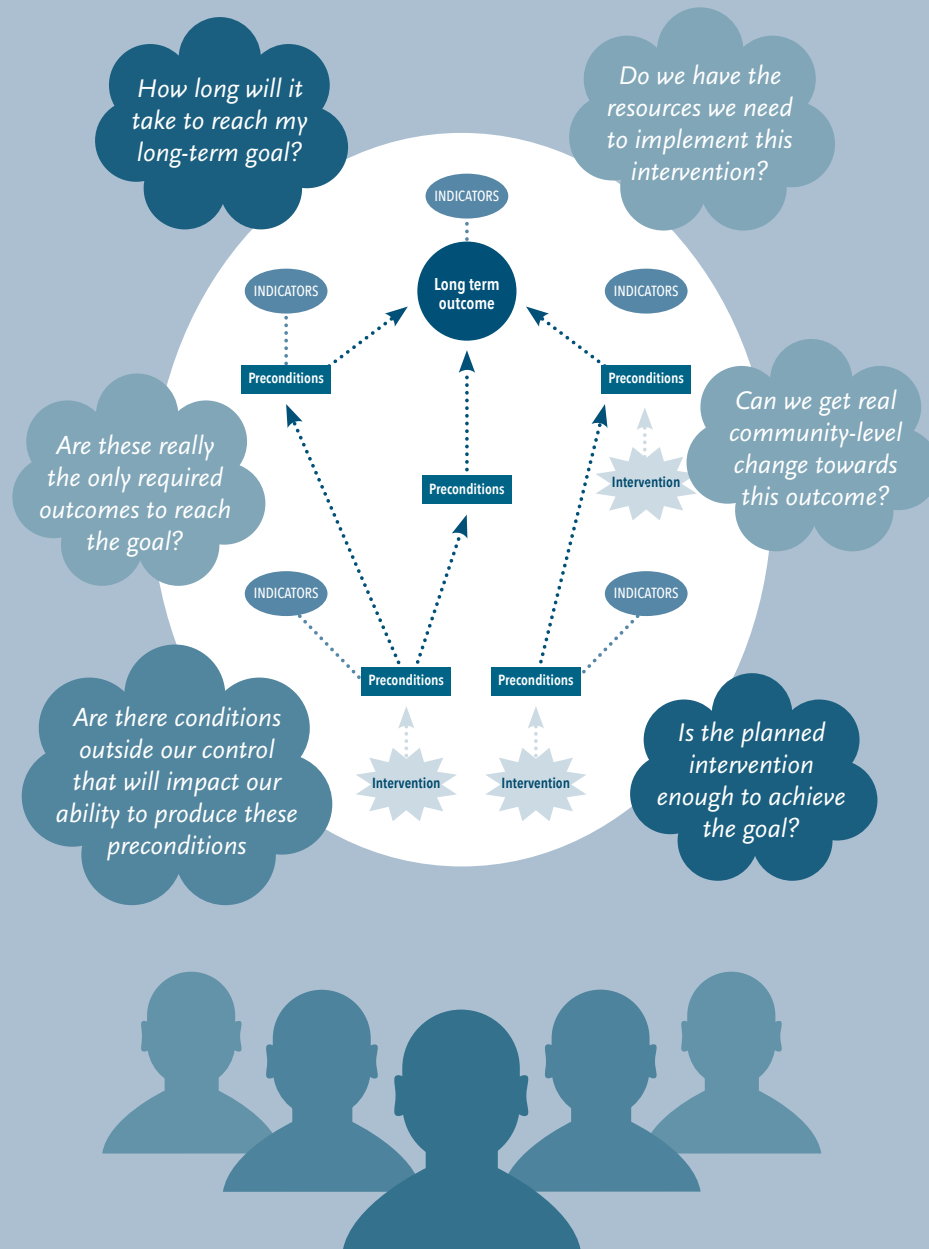 How long will it
take to reach my
long-term goal?
Do we have the
resources we need
to implement this
intervention?
INDICATORS
Long term
outcome
INDICATORS
INDICATORS
Preconditions
Preconditions
Are these really
the only required
outcomes to reach
the goal?
Can we get real
community-level
change towards
this outcome?
Preconditions
Intervention
INDICATORS
INDICATORS
Preconditions
Preconditions
Are there conditions
outside our control
that will impact our
ability to produce these
preconditions
Intervention
Intervention
Is the planned
intervention
enough to achieve
the goal?